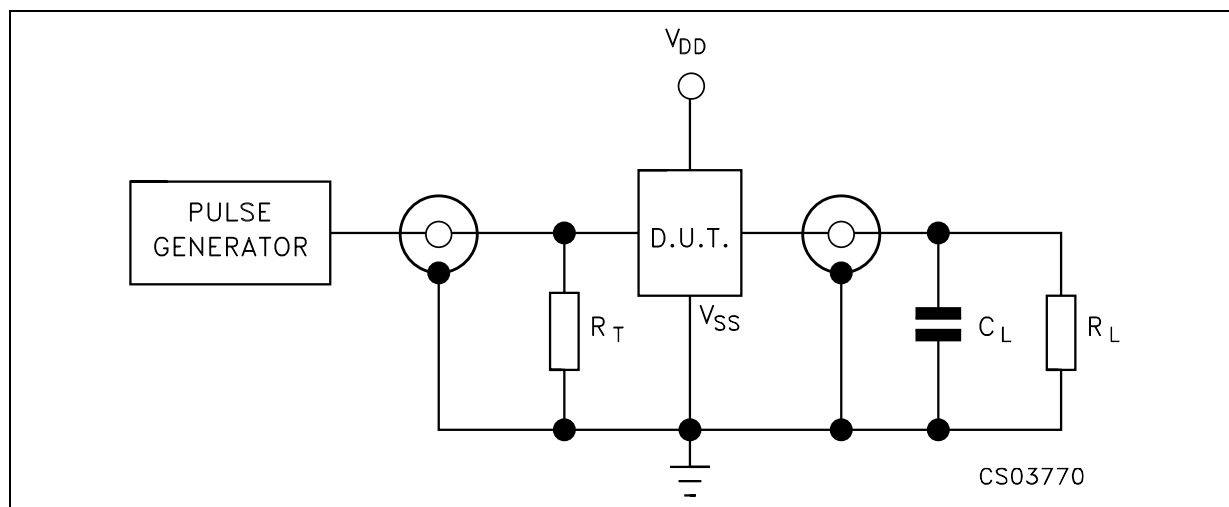 VDD
PULSE
GENERATOR
D.U.T.
VSS
RT
CL
RL
CS03770